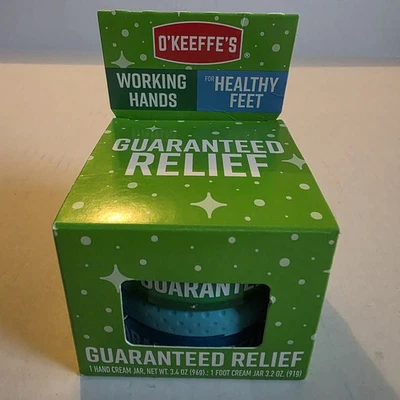 O'KEEFFE'S
WORKING HANDS
FOR HEALTHY FEET
GUARANTEED
RELIEF
GUARANTE
GUARANTEED RELIEF
1 HAND CREAM JAR, NET WT. 3.4 OZ (96g).; 1 FOOT CREAM JAR 3.2 OZ. (91g)